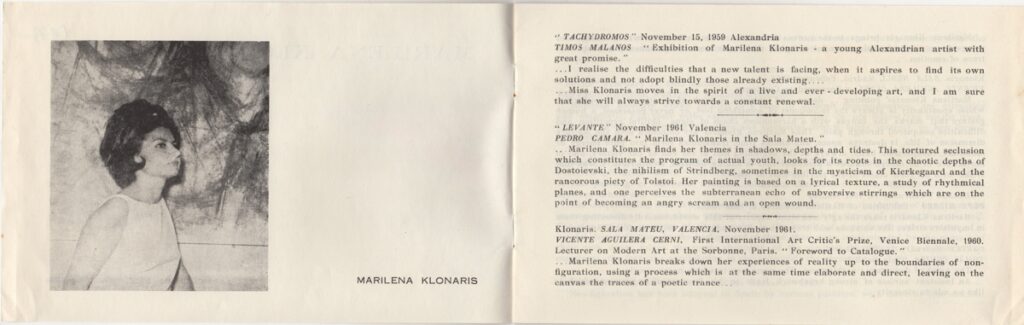 MARILENA KLONARIS
" TACHYDROMOS " November 15, 1959 Alexandria
TIMOS MALANOS " Exhibition of Marilena Klonaris - a young Alexandrian artist with
great promise. "
...I realise the difficulties that a new talent is facing, when it aspires to find its own
solutions and not adopt blindly those already existing....
...Miss Klonaris moves in the spirit of a live and ever - developing art, and I am sure
that she will always strive towards a constant renewal.
" LEVANTE " November 1961 Valencia
PEDRO CAMARA. " Marilena Klonaris in the Sala Mateu. "
.. Marilena Klonaris finds her themes in shadows, depths and tides. This tortured seclusion
which constitutes the program of actual youth, looks for its roots in the chaotic depths of
Dostoievski, the nihilism of Strindberg, sometimes in the mysticism of Kierkegaard and the
rancorous piety of Tolstoi. Her painting is based on a lyrical texture, a study of rhythmical
planes, and one perceives the subterranean echo of subversive stirrings which are on the
point of becoming an angry scream and an open wound.
Klonaris. SALA MATEU, VALENCIA, November 1961.
VICENTE AGUILERA CERNI, First International Art Critic's Prize, Venice Biennale, 1960.
Lecturer on Modern Art at the Sorbonne, Paris. " Foreword to Catalogue. "
.. Marilena Klonaris breaks down her experiences of reality up to the boundaries of non-
figuration, using a process which is at the same time elaborate and direct, leaving on the
canvas the traces of a poetic trance...